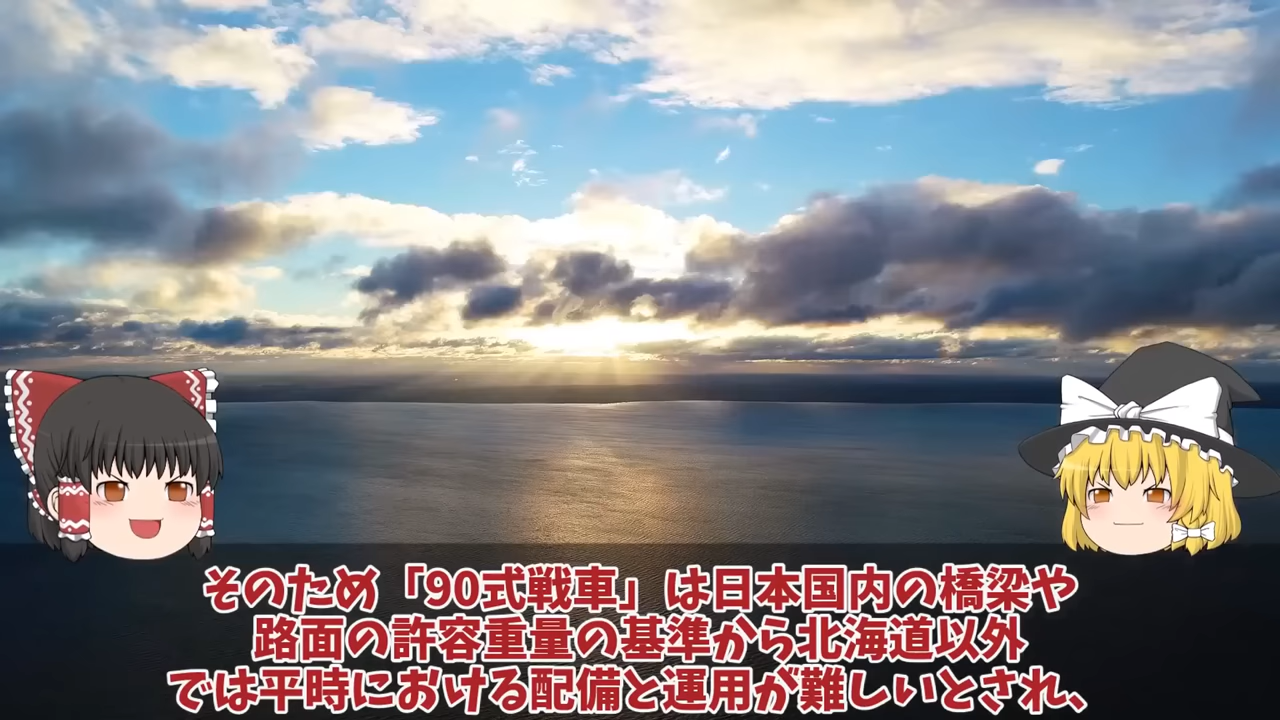 そのため「90式戦車」は日本国内の橋梁や
路面の許容重量の基準から北海道以外
では平時における配備と運用が難しいとされ、